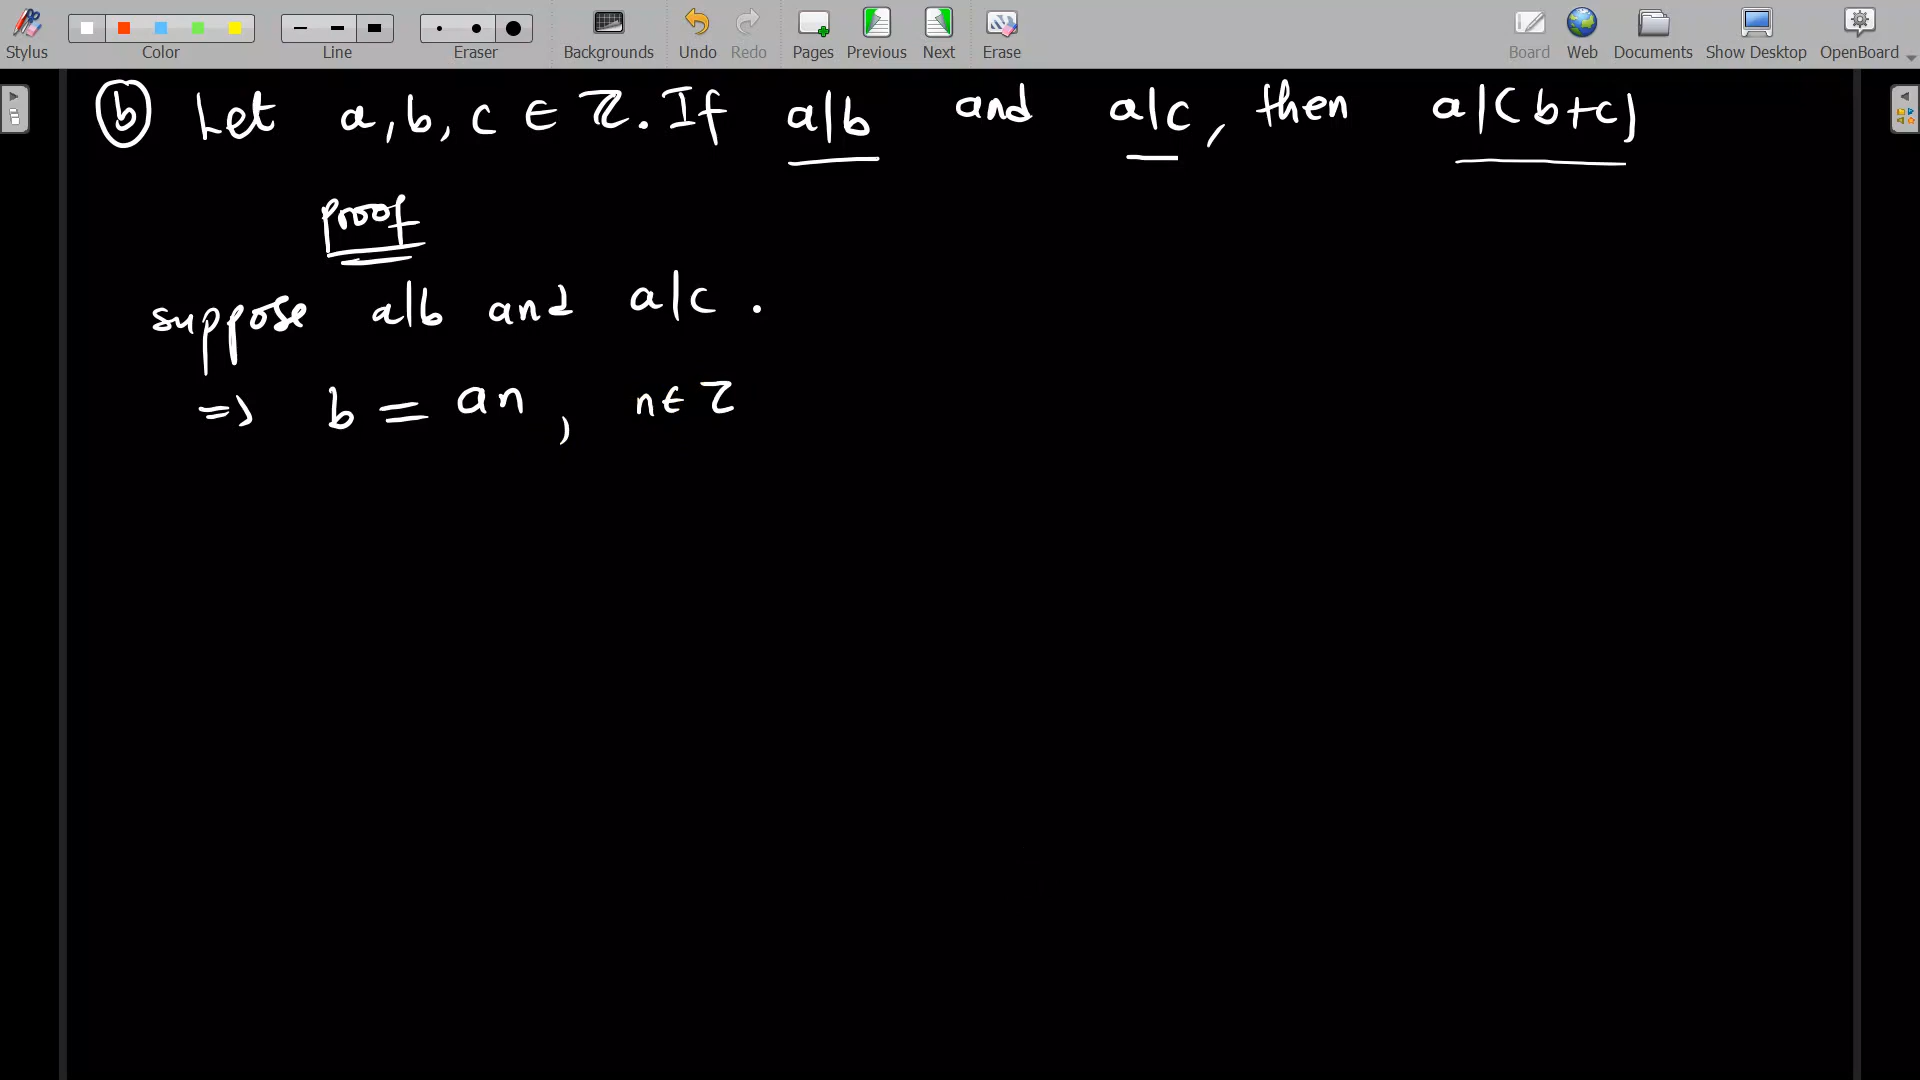 Stylus Color Line Eraser Backgrounds Undo Redo Pages Previous Next Erase Board Web Documents Show Desktop OpenBoard
ⓑ Let a, b, c ∈ ℤ. If a|b and a|c, then a|(b+c)
proof
suppose a|b and a|c.
=> b = an, n ∈ ℤ